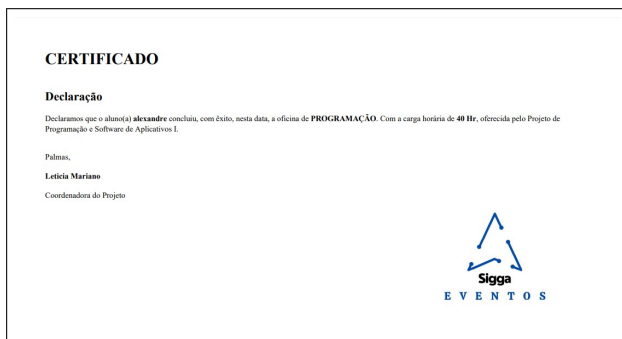 CERTIFICADO
Declaração
Declaramos que o aluno(a) alexandre concluiu, com êxito, nesta data, a oficina de PROGRAMAÇÃO. Com a carga horária de 40 Hr, oferecida pelo Projeto de
Programação e Software de Aplicativos I.
Palmas,
Leticia Mariano
Coordenadora do Projeto
Sigga
EVENTOS